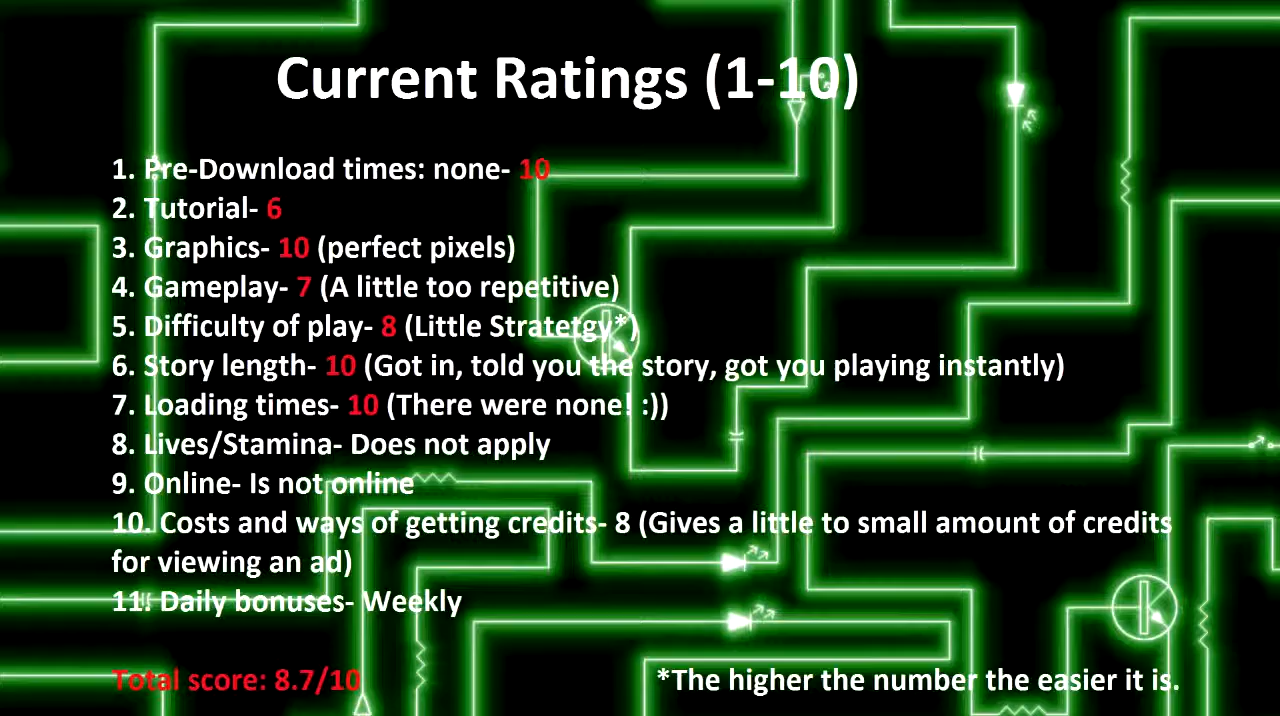 Current Ratings (1-10)
1. Pre-Download times: none- 10
2. Tutorial- 6
3. Graphics- 10 (perfect pixels)
4. Gameplay- 7 (A little too repetitive)
5. Difficulty of play- 8 (Little Stratetgy*)
6. Story length- 10 (Got in, told you the story, got you playing instantly)
7. Loading times- 10 (There were none! :))
8. Lives/Stamina- Does not apply
9. Online- Is not online
10. Costs and ways of getting credits- 8 (Gives a little to small amount of credits
for viewing an ad)
11. Daily bonuses- Weekly
Total score: 8.7/10
*The higher the number the easier it is.